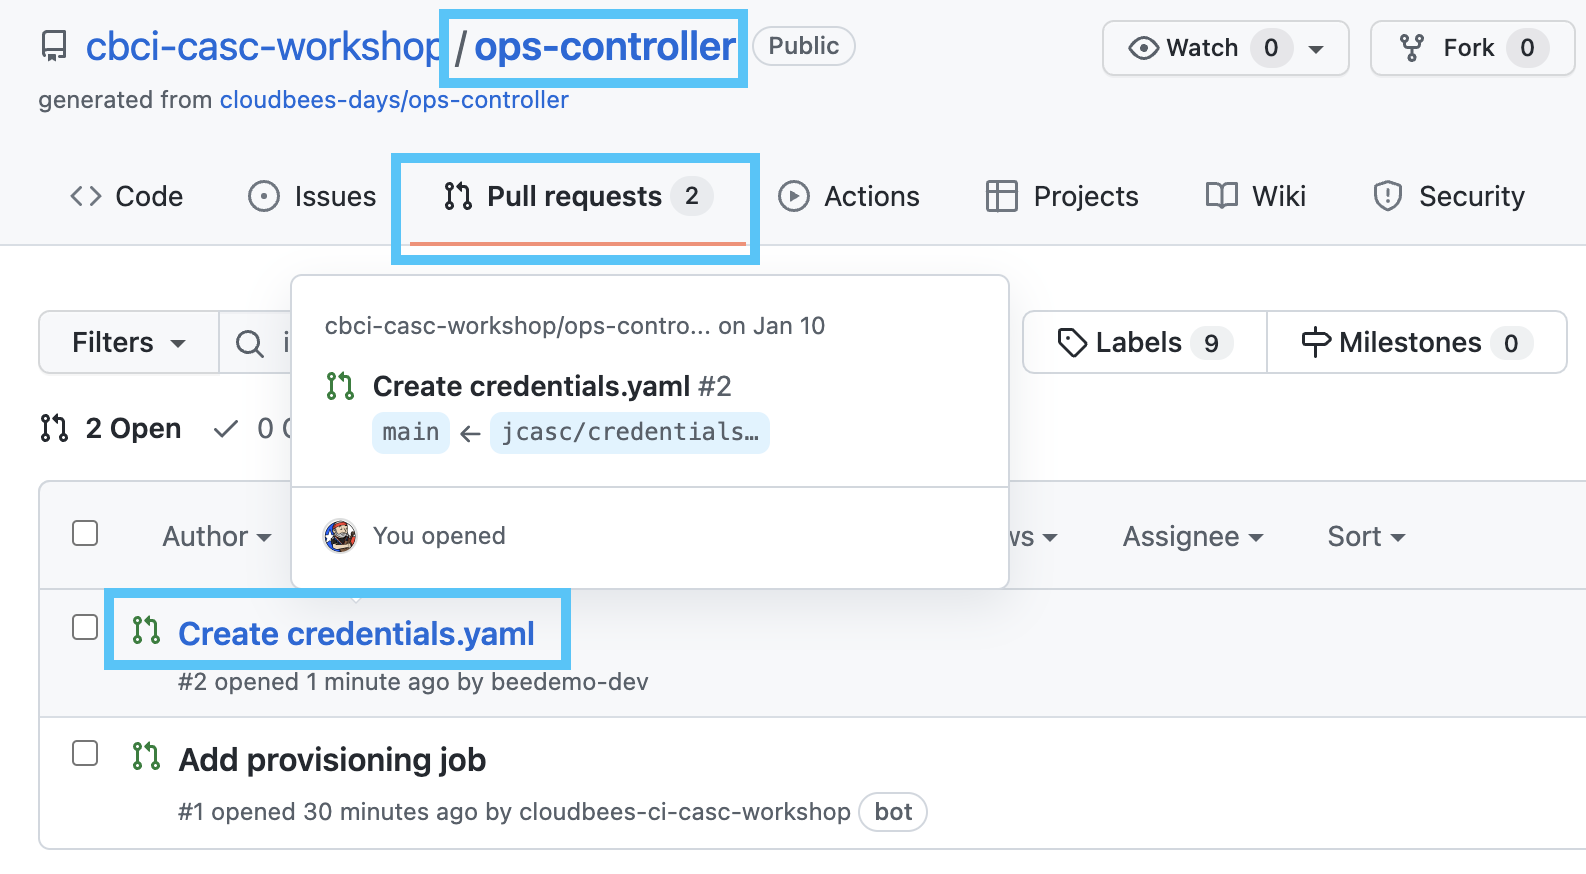 cbci-casc-workshop / ops-controller Public Watch 0 Fork 0
generated from cloudbees-days/ops-controller
Code Issues Pull requests 2 Actions Projects Wiki Security
cbci-casc-workshop/ops-contro... on Jan 10
Filters Labels 9 Milestones 0
Create credentials.yaml #2
main ← jcasc/credentials…
2 Open 0
Author Assignee Sort
You opened
Create credentials.yaml
#2 opened 1 minute ago by beedemo-dev
Add provisioning job
#1 opened 30 minutes ago by cloudbees-ci-casc-workshop bot